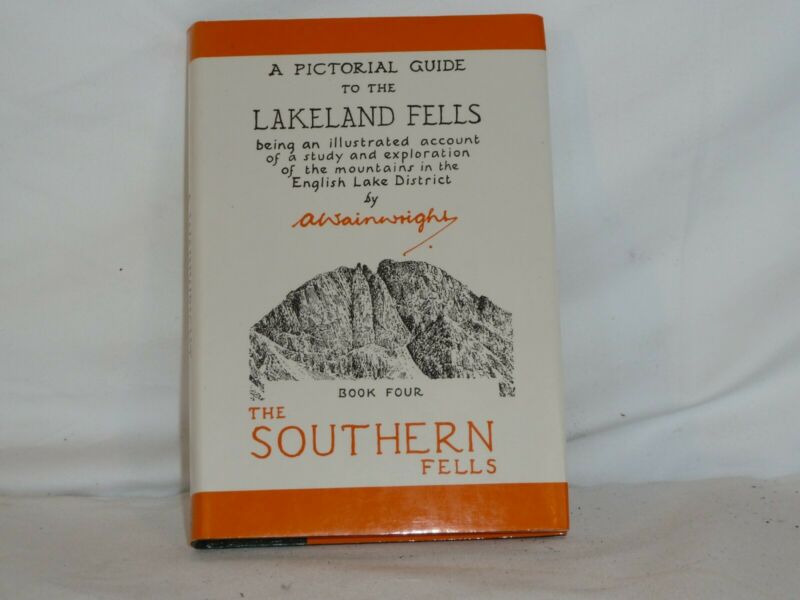 A PICTORIAL GUIDE
TO THE
LAKELAND FELLS
being an illustrated account
of a study and exploration
of the mountains in the
English Lake District
by
AWainwright
BOOK FOUR
THE
SOUTHERN
FELLS